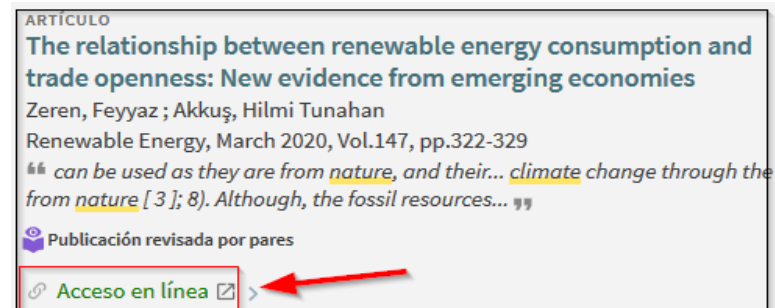 ARTÍCULO
The relationship between renewable energy consumption and
trade openness: New evidence from emerging economies
Zeren, Feyyaz ; Akkuş, Hilmi Tunahan
Renewable Energy, March 2020, Vol.147, pp.322-329
“ can be used as they are from nature, and their... climate change through the
from nature [ 3 ]; 8). Although, the fossil resources... ”
Publicación revisada por pares
Acceso en línea